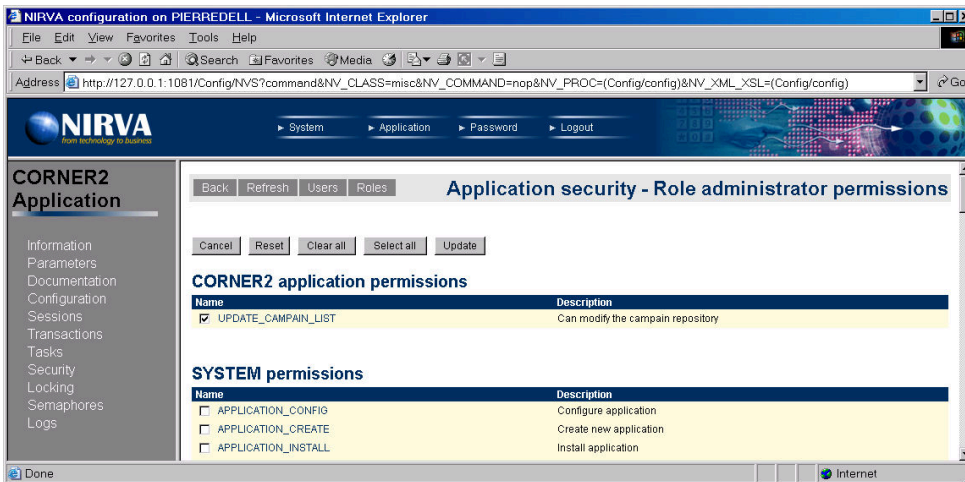 NIRVA configuration on PIERREDELL - Microsoft Internet Explorer
File Edit View Favorites Tools Help
Back Search Favorites Media
Address http://127.0.0.1:1081/Config/NVS?command&NV_CLASS=misc&NV_COMMAND=nop&NV_PROC=(Config/config)&NV_XML_XSL=(Config/config) Go
NIRVA
from technology to business
System Application Password Logout
CORNER2
Application
Information
Parameters
Documentation
Configuration
Sessions
Transactions
Tasks
Security
Locking
Semaphores
Logs
Back Refresh Users Roles Application security - Role administrator permissions
Cancel Reset Clear all Select all Update
CORNER2 application permissions
Name Description
UPDATE_CAMPAIN_LIST Can modify the campain repository
SYSTEM permissions
Name Description
APPLICATION_CONFIG Configure application
APPLICATION_CREATE Create new application
APPLICATION_INSTALL Install application
Done Internet